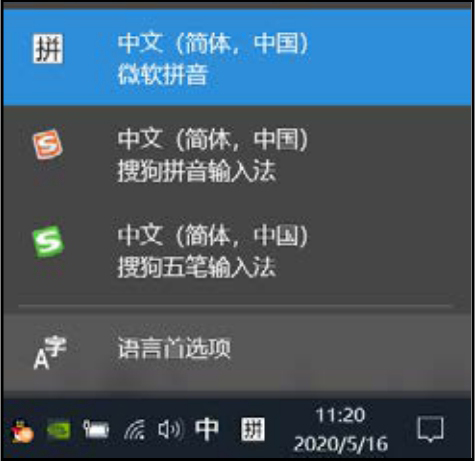 拼
中文（简体，中国）
微软拼音
中文（简体，中国）
搜狗拼音输入法
中文（简体，中国）
搜狗五笔输入法
A字
语言首选项
中 拼
11:20
2020/5/16